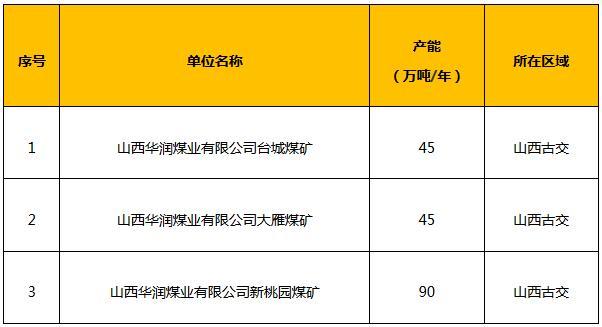 序号 单位名称 产能 所在区域
（万吨/年）
1 山西华润煤业有限公司台城煤矿 45 山西古交
2 山西华润煤业有限公司大雁煤矿 45 山西古交
3 山西华润煤业有限公司新桃园煤矿 90 山西古交